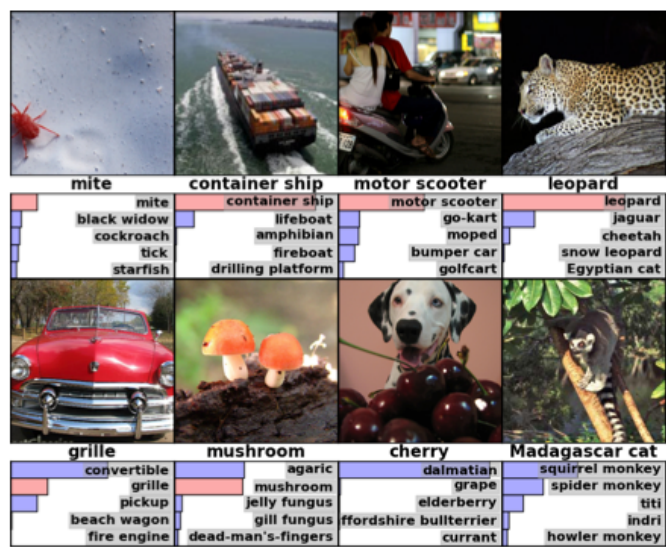 mite container ship motor scooter leopard
mite container ship motor scooter leopard
black widow lifeboat go-kart jaguar
cockroach amphibian moped cheetah
tick fireboat bumper car snow leopard
starfish drilling platform golfcart Egyptian cat
grille mushroom cherry Madagascar cat
convertible agaric dalmatian squirrel monkey
grille mushroom grape spider monkey
pickup jelly fungus elderberry titi
beach wagon gill fungus ffordshire bullterrier indri
fire engine dead-man's-fingers currant howler monkey